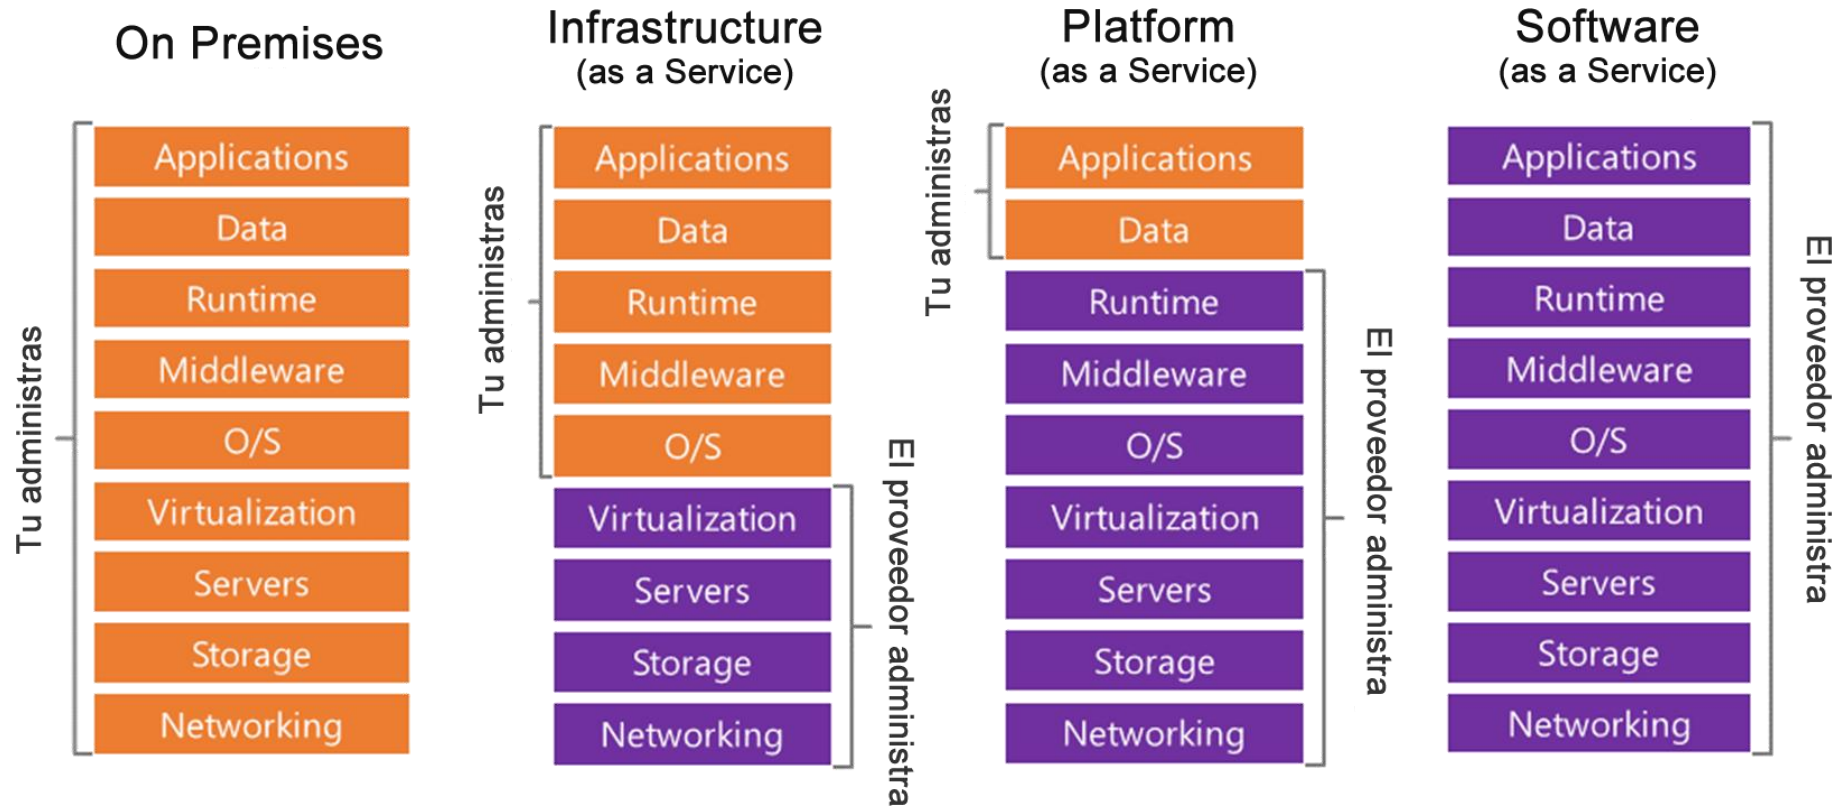 On Premises
Tu administras
Applications
Data
Runtime
Middleware
O/S
Virtualization
Servers
Storage
Networking
Infrastructure
(as a Service)
Tu administras
Applications
Data
Runtime
Middleware
O/S
Virtualization
Servers
Storage
Networking
El proveedor administra
Platform
(as a Service)
Tu administras
Applications
Data
Runtime
Middleware
O/S
Virtualization
Servers
Storage
Networking
El proveedor administra
Software
(as a Service)
Applications
Data
Runtime
Middleware
O/S
Virtualization
Servers
Storage
Networking
El proveedor administra